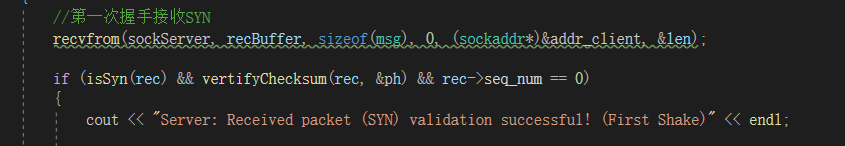 //第一次握手接收SYN
recvfrom(sockServer, recBuffer, sizeof(msg), 0, (sockaddr*)&addr_client, &len);
if (isSyn(rec) && vertifyChecksum(rec, &ph) && rec->seq_num == 0)
{
cout << "Server: Received packet (SYN) validation successful! (First Shake)" << endl;